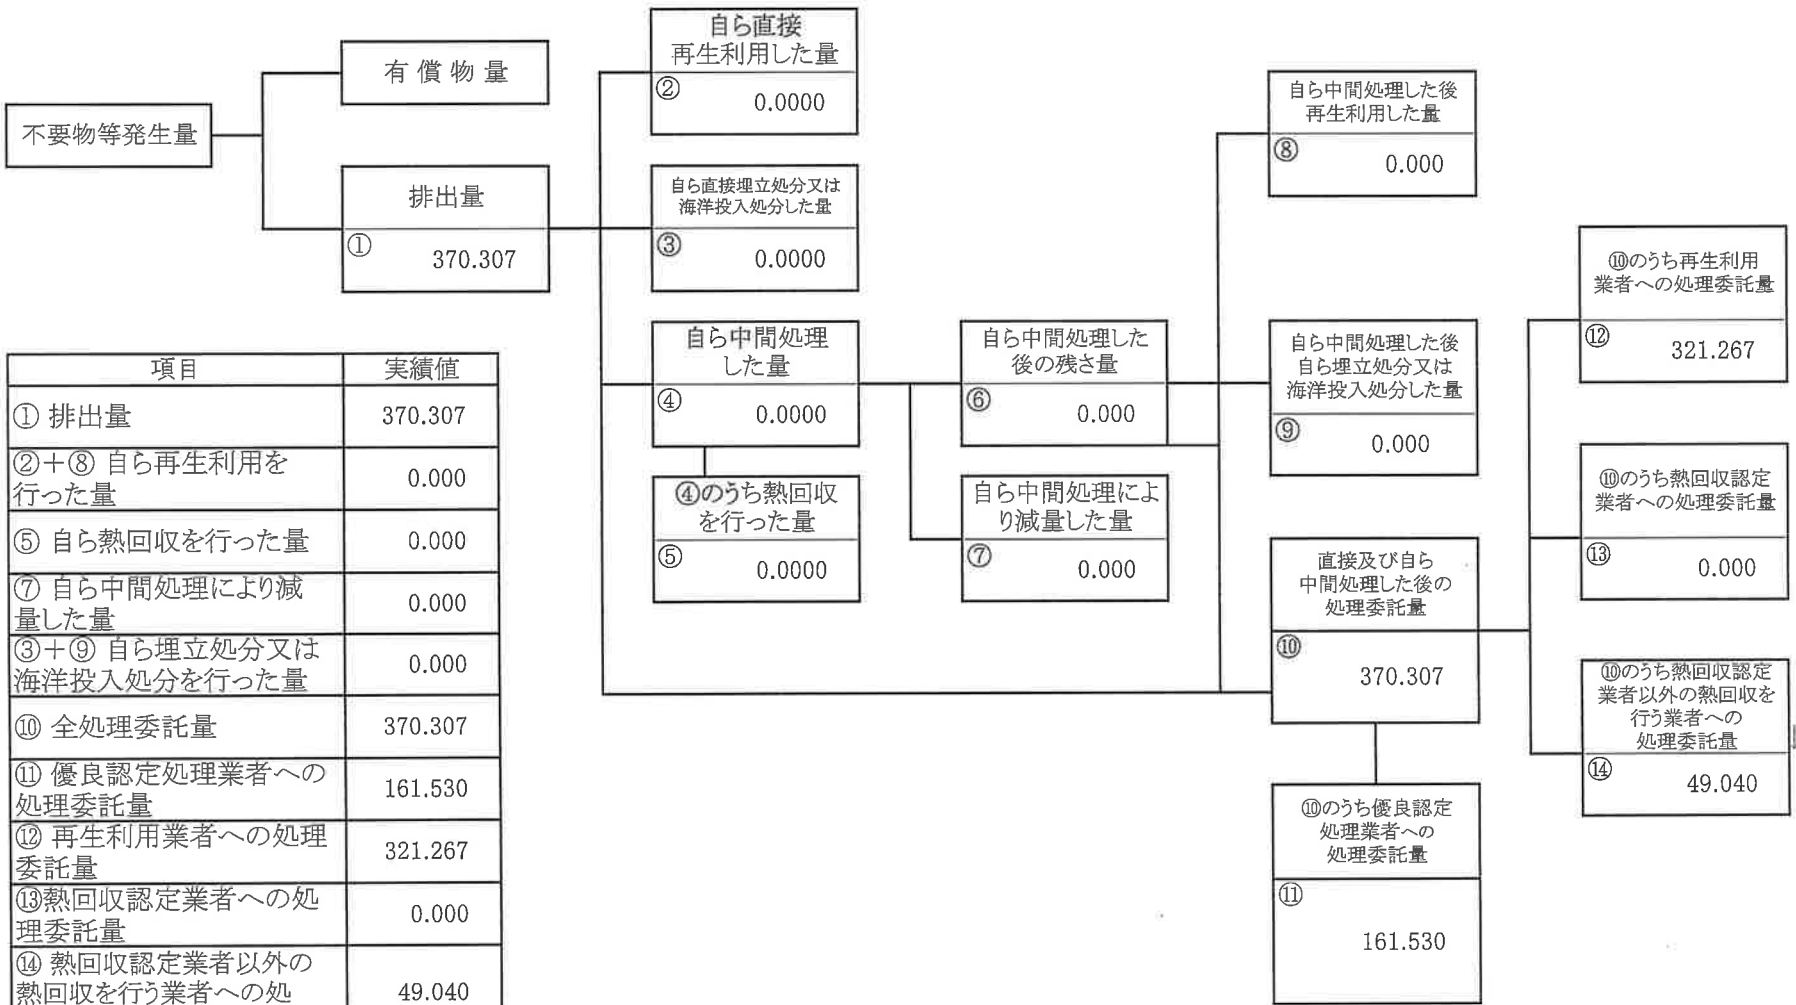 不要物等発生量
有償物量
排出量
① 370.307
自ら直接
再生利用した量
② 0.0000
自ら直接埋立処分又は
海洋投入処分した量
③ 0.0000
自ら中間処理
した量
④ 0.0000
④のうち熱回収
を行った量
⑤ 0.0000
自ら中間処理した
後の残さ量
⑥ 0.000
自ら中間処理によ
り減量した量
⑦ 0.000
自ら中間処理した後
再生利用した量
⑧ 0.000
自ら中間処理した後
自ら埋立処分又は
海洋投入処分した量
⑨ 0.000
直接及び自ら
中間処理した後の
処理委託量
⑩ 370.307
⑩のうち優良認定
処理業者への
処理委託量
⑪ 161.530
⑩のうち再生利用
業者への処理委託量
⑫ 321.267
⑩のうち熱回収認定
業者への処理委託量
⑬ 0.000
⑩のうち熱回収認定
業者以外の熱回収を
行う業者への
処理委託量
⑭ 49.040
項目 実績値
① 排出量 370.307
②+⑧ 自ら再生利用を
行った量 0.000
⑤ 自ら熱回収を行った量 0.000
⑦ 自ら中間処理により減
量した量 0.000
③+⑨ 自ら埋立処分又は
海洋投入処分を行った量 0.000
⑩ 全処理委託量 370.307
⑪ 優良認定処理業者への
処理委託量 161.530
⑫ 再生利用業者への処理
委託量 321.267
⑬熱回収認定業者への処
理委託量 0.000
⑭ 熱回収認定業者以外の
熱回収を行う業者への処 49.040